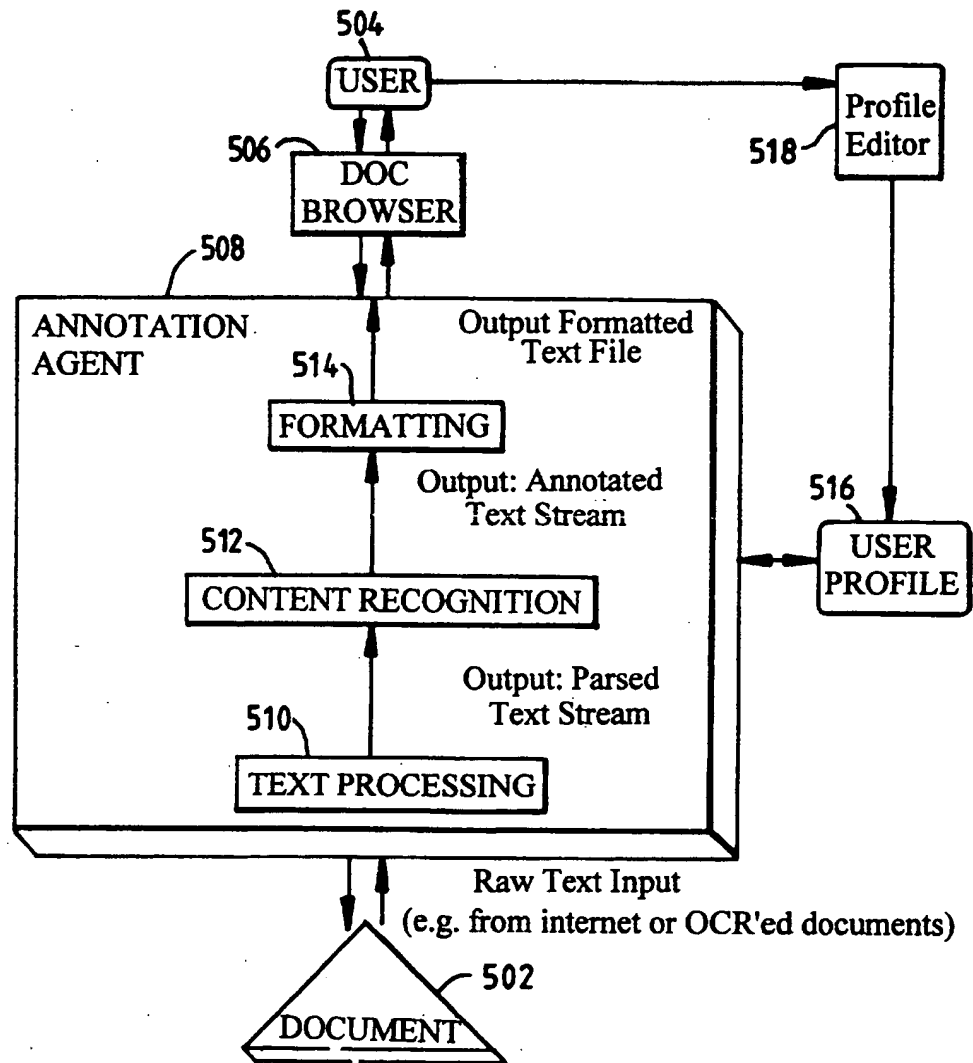 504
USER
506
DOC
BROWSER
Profile
Editor
518
508
ANNOTATION
AGENT
Output Formatted
Text File
514
FORMATTING
Output: Annotated
Text Stream
512
CONTENT RECOGNITION
516
USER
PROFILE
Output: Parsed
Text Stream
510
TEXT PROCESSING
Raw Text Input
(e.g. from internet or OCR'ed documents)
502
DOCUMENT